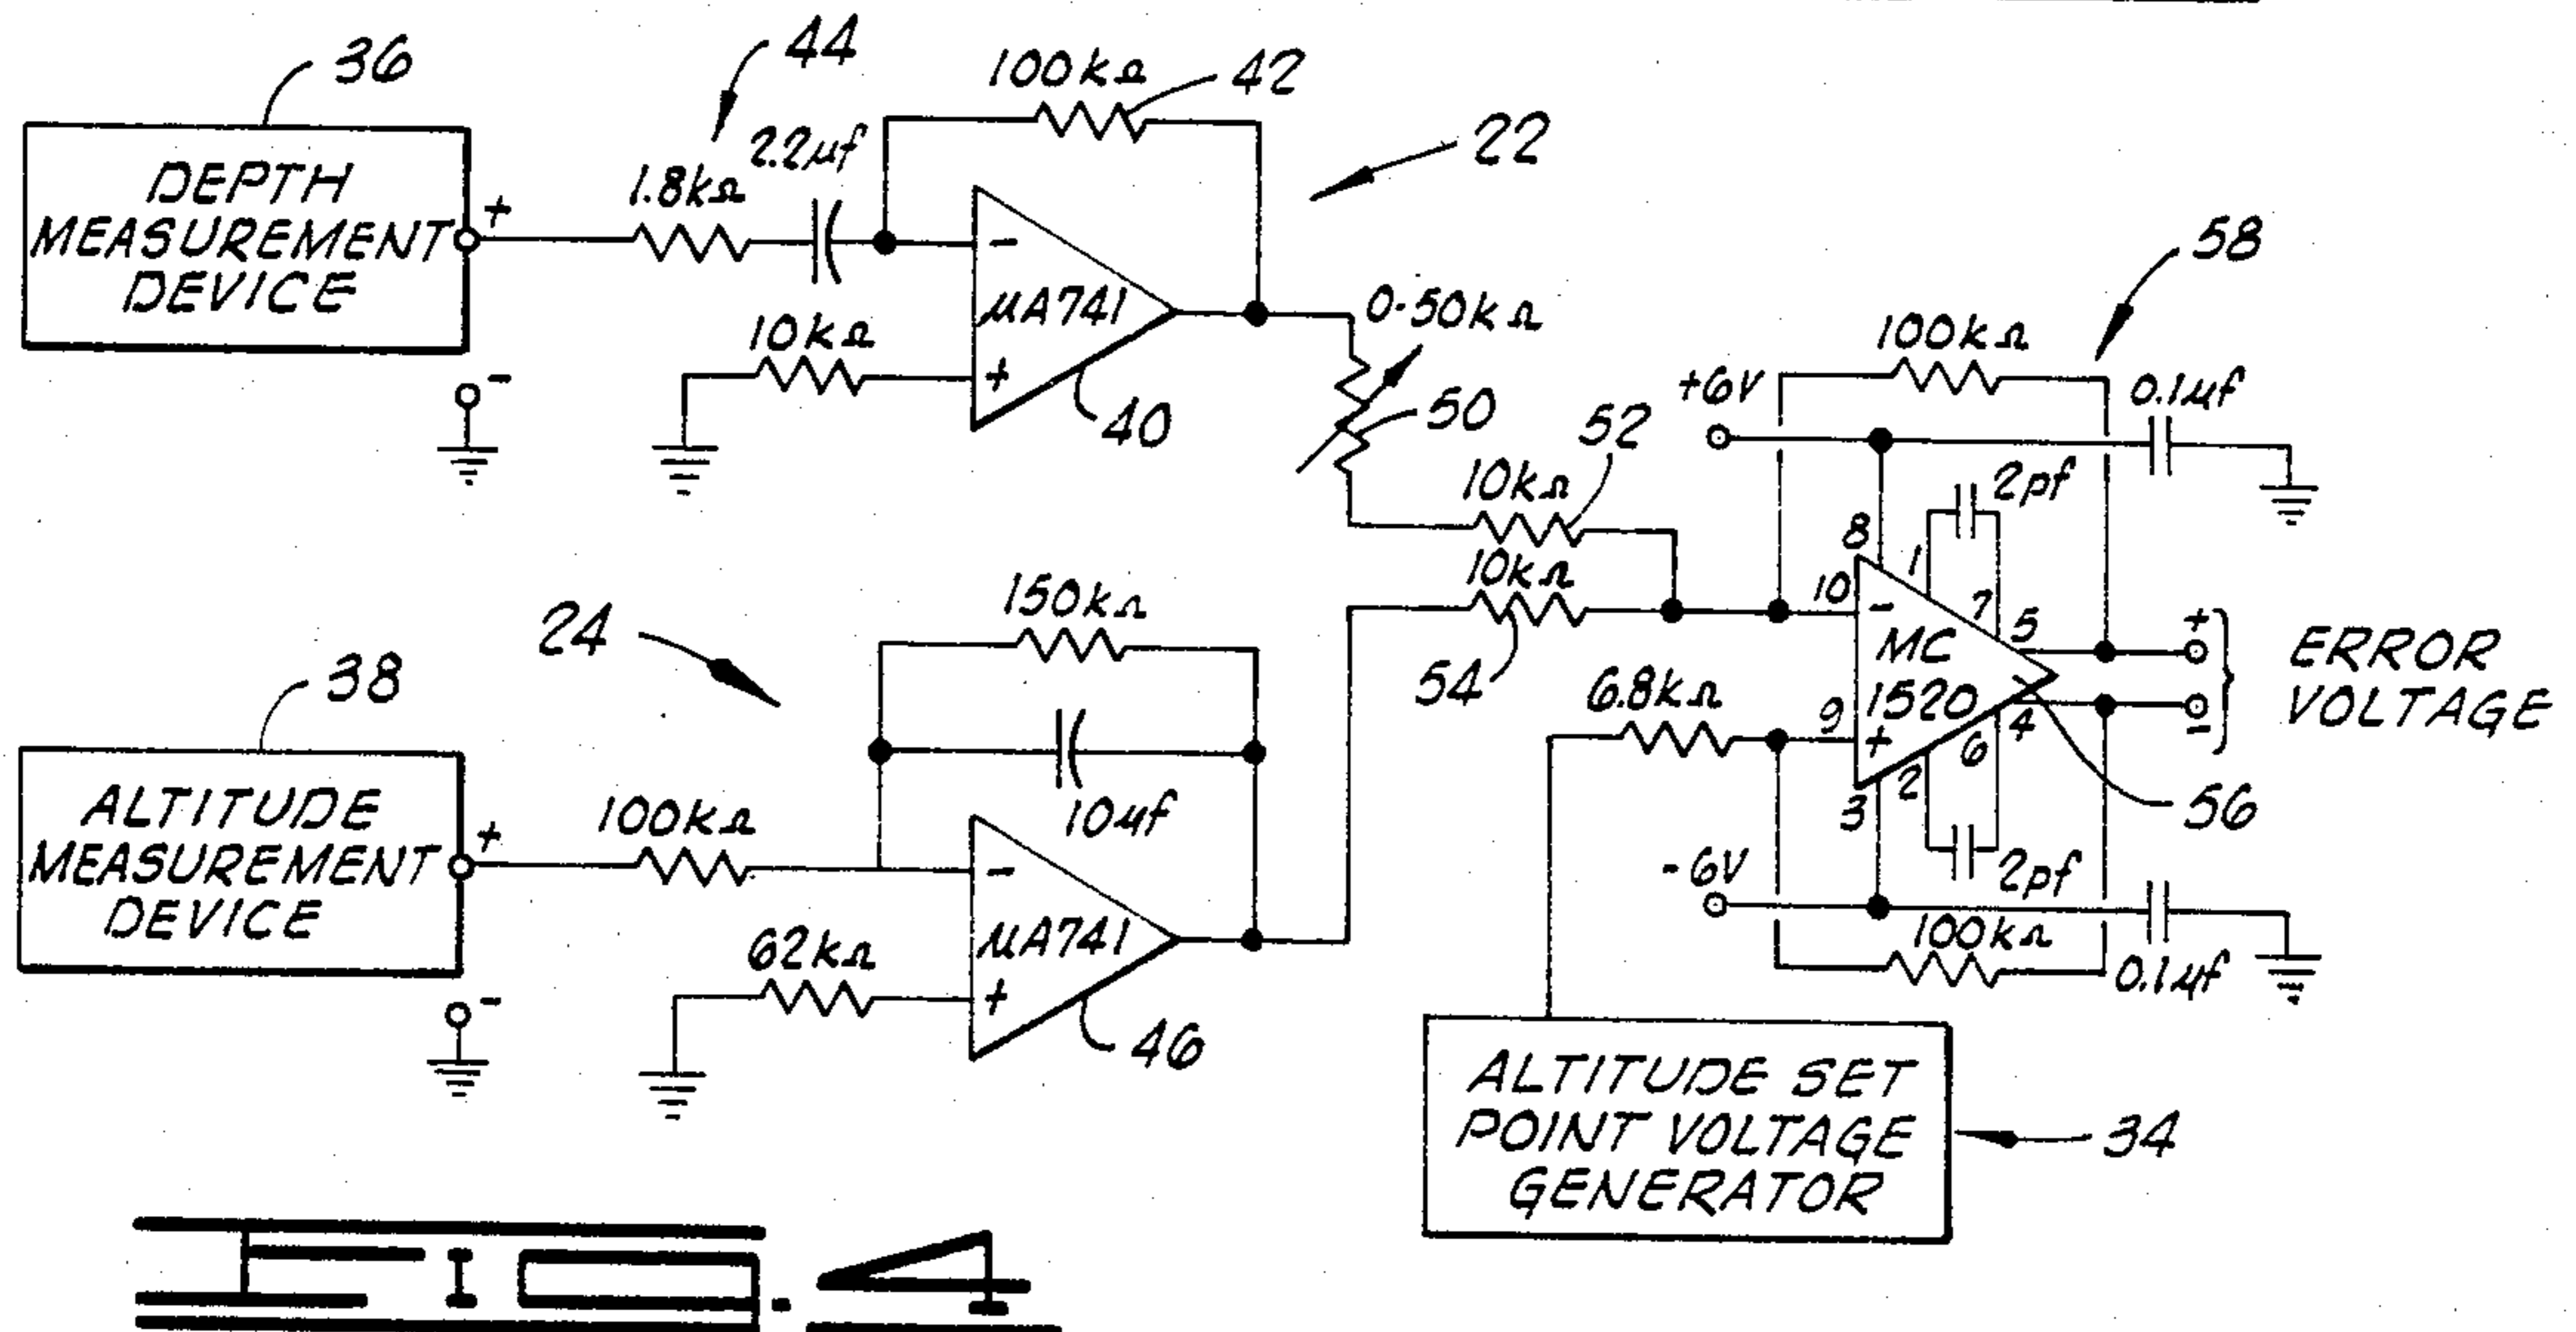 36
44
100kΩ
42
2.2µf
22
1.8kΩ
DEPTH
MEASUREMENT
DEVICE
+
-
µA741
0-50kΩ
58
10kΩ
+
-
40
50
52
100kΩ
+6V
0.1µf
10kΩ
2pf
8
1
10kΩ
10
-
7
5
MC
1520
+
-
ERROR
VOLTAGE
54
6.8kΩ
9
+
6
4
2
3
56
150kΩ
24
10µf
38
ALTITUDE
MEASUREMENT
DEVICE
+
-
100kΩ
-
µA741
62kΩ
+
46
-6V
2pf
100kΩ
0.1µf
ALTITUDE SET
POINT VOLTAGE
GENERATOR
34
FIG. 4